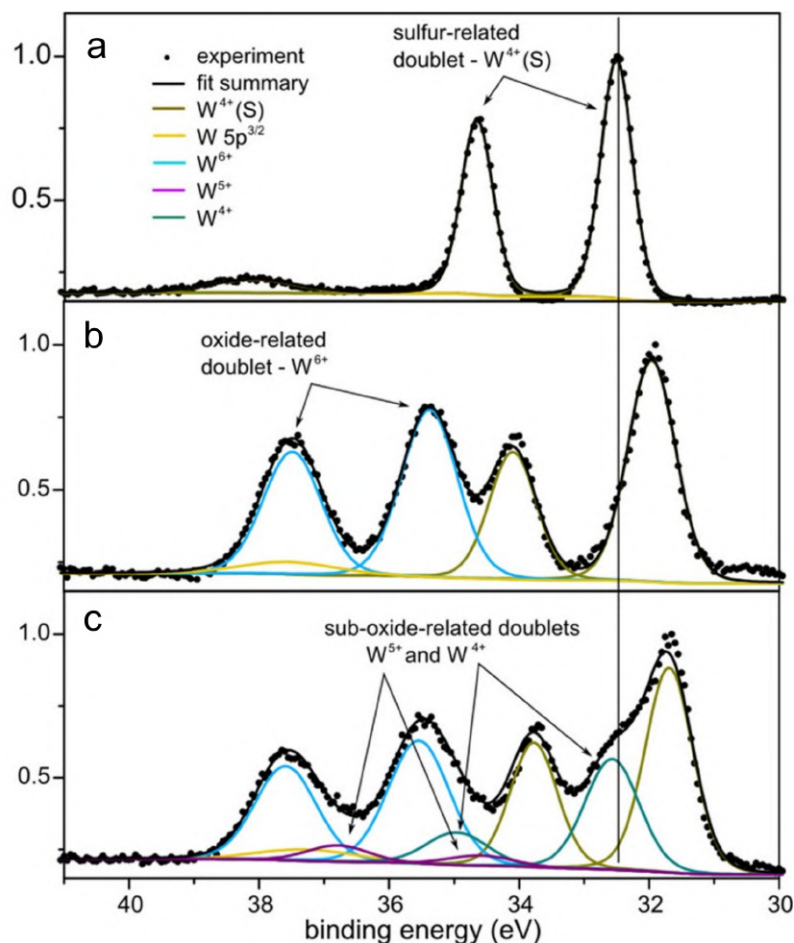 a
sulfur-related
doublet - W⁴⁺(S)
experiment
fit summary
W⁴⁺(S)
W 5p³/²
W⁶⁺
W⁵⁺
W⁴⁺
1.0
0.5
b
oxide-related
doublet - W⁶⁺
1.0
0.5
c
sub-oxide-related doublets
W⁵⁺ and W⁴⁺
1.0
0.5
40 38 36 34 32 30
binding energy (eV)